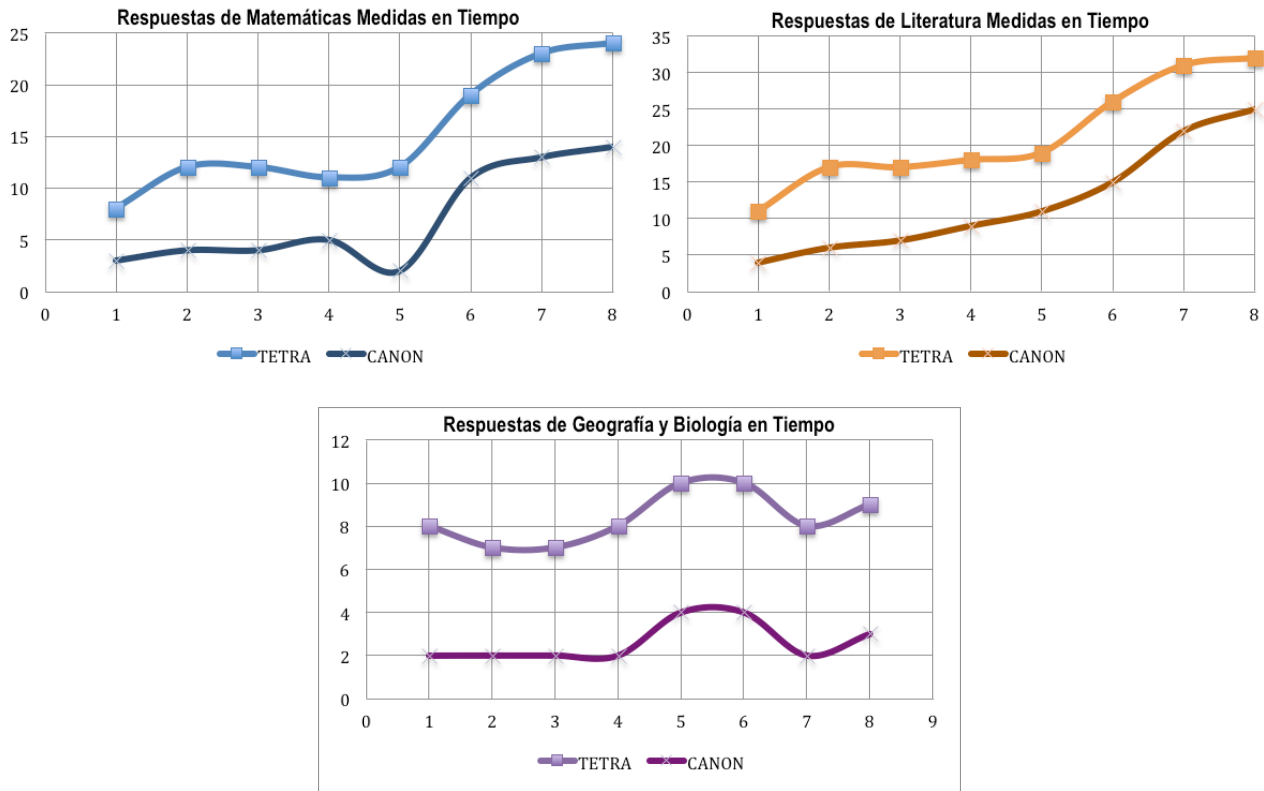 Respuestas de Matemáticas Medidas en Tiempo
25
20
15
10
5
0
0 1 2 3 4 5 6 7 8
TETRA CANON
Respuestas de Literatura Medidas en Tiempo
35
30
25
20
15
10
5
0
0 1 2 3 4 5 6 7 8
TETRA CANON
Respuestas de Geografía y Biología en Tiempo
12
10
8
6
4
2
0
0 1 2 3 4 5 6 7 8 9
TETRA CANON